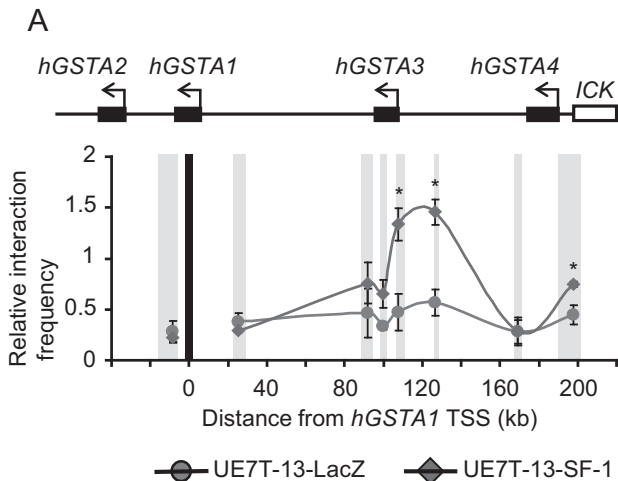 A
hGSTA2 hGSTA1 hGSTA3 hGSTA4 ICK
2
1.5
1
0.5
0
Relative interaction
frequency
* * *
0 40 80 120 160 200
Distance from hGSTA1 TSS (kb)
UE7T-13-LacZ UE7T-13-SF-1